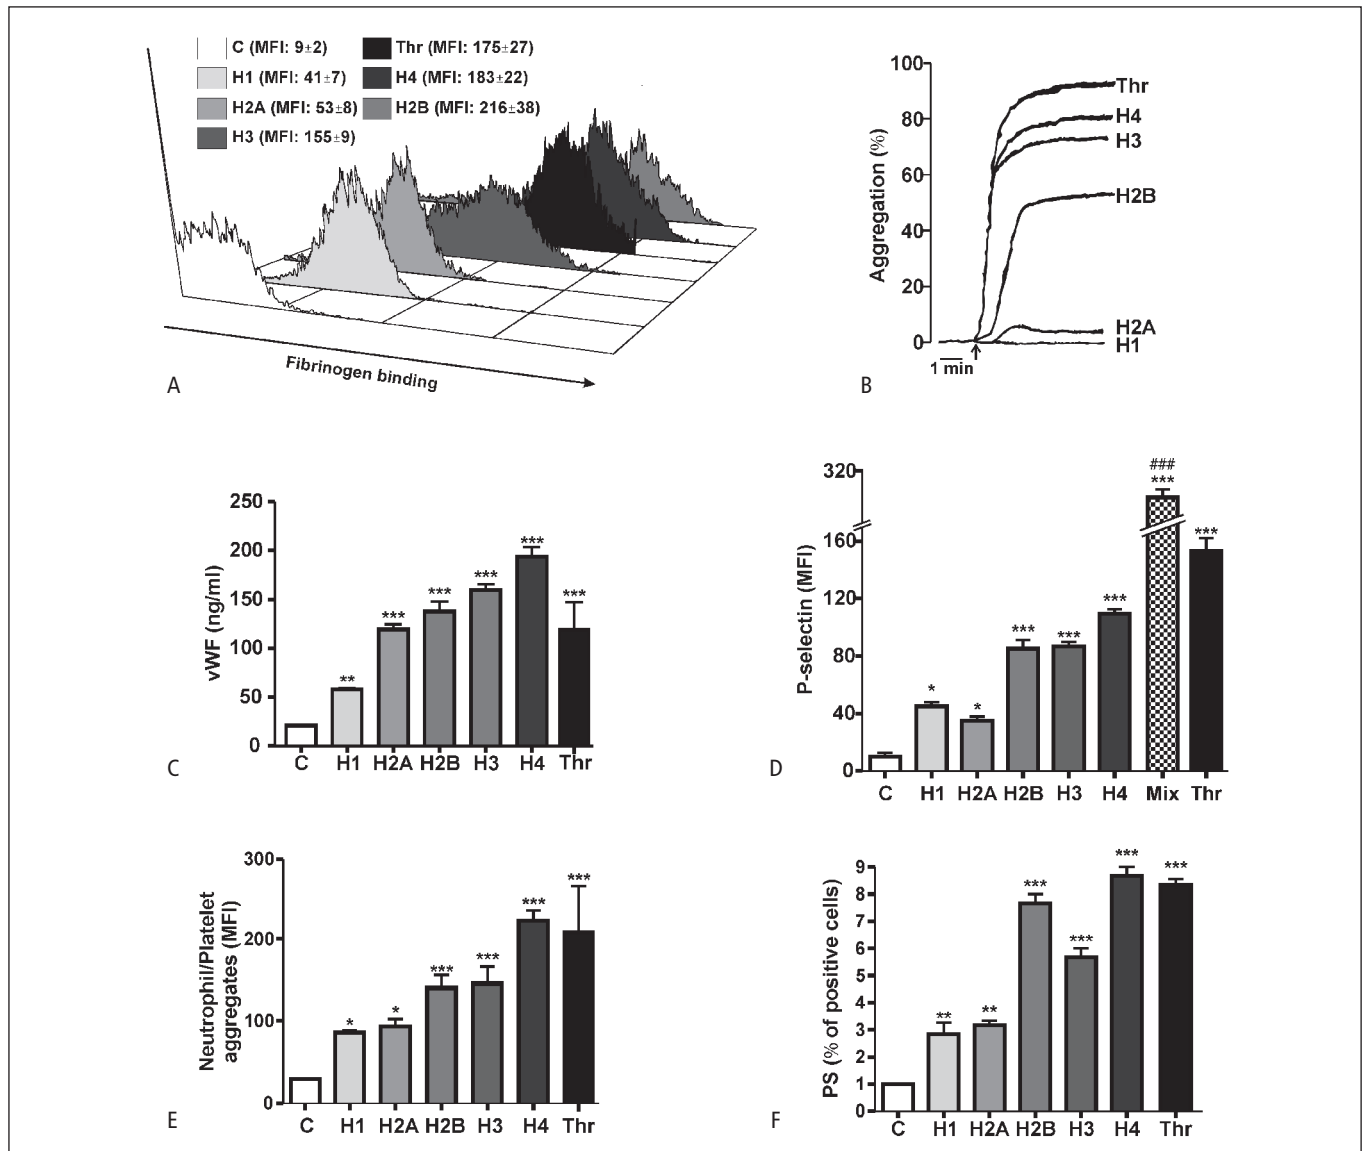 C (MFI: 9±2)
Thr (MFI: 175±27)
H1 (MFI: 41±7)
H4 (MFI: 183±22)
H2A (MFI: 53±8)
H2B (MFI: 216±38)
H3 (MFI: 155±9)
Fibrinogen binding
A
100
80
60
40
20
0
Aggregation (%)
Thr
H4
H3
H2B
H2A
H1
1 min
B
250
200
150
100
50
0
vWF (ng/ml)
**
***
***
***
***
***
C H1 H2A H2B H3 H4 Thr
C
320
160
120
80
40
0
P-selectin (MFI)
*
*
***
***
***
###
***
***
C H1 H2A H2B H3 H4 Mix Thr
D
300
200
100
0
Neutrophil/Platelet
aggregates (MFI)
*
*
***
***
***
***
C H1 H2A H2B H3 H4 Thr
E
9
8
7
6
5
4
3
2
1
0
PS (% of positive cells)
**
**
***
***
***
***
C H1 H2A H2B H3 H4 Thr
F